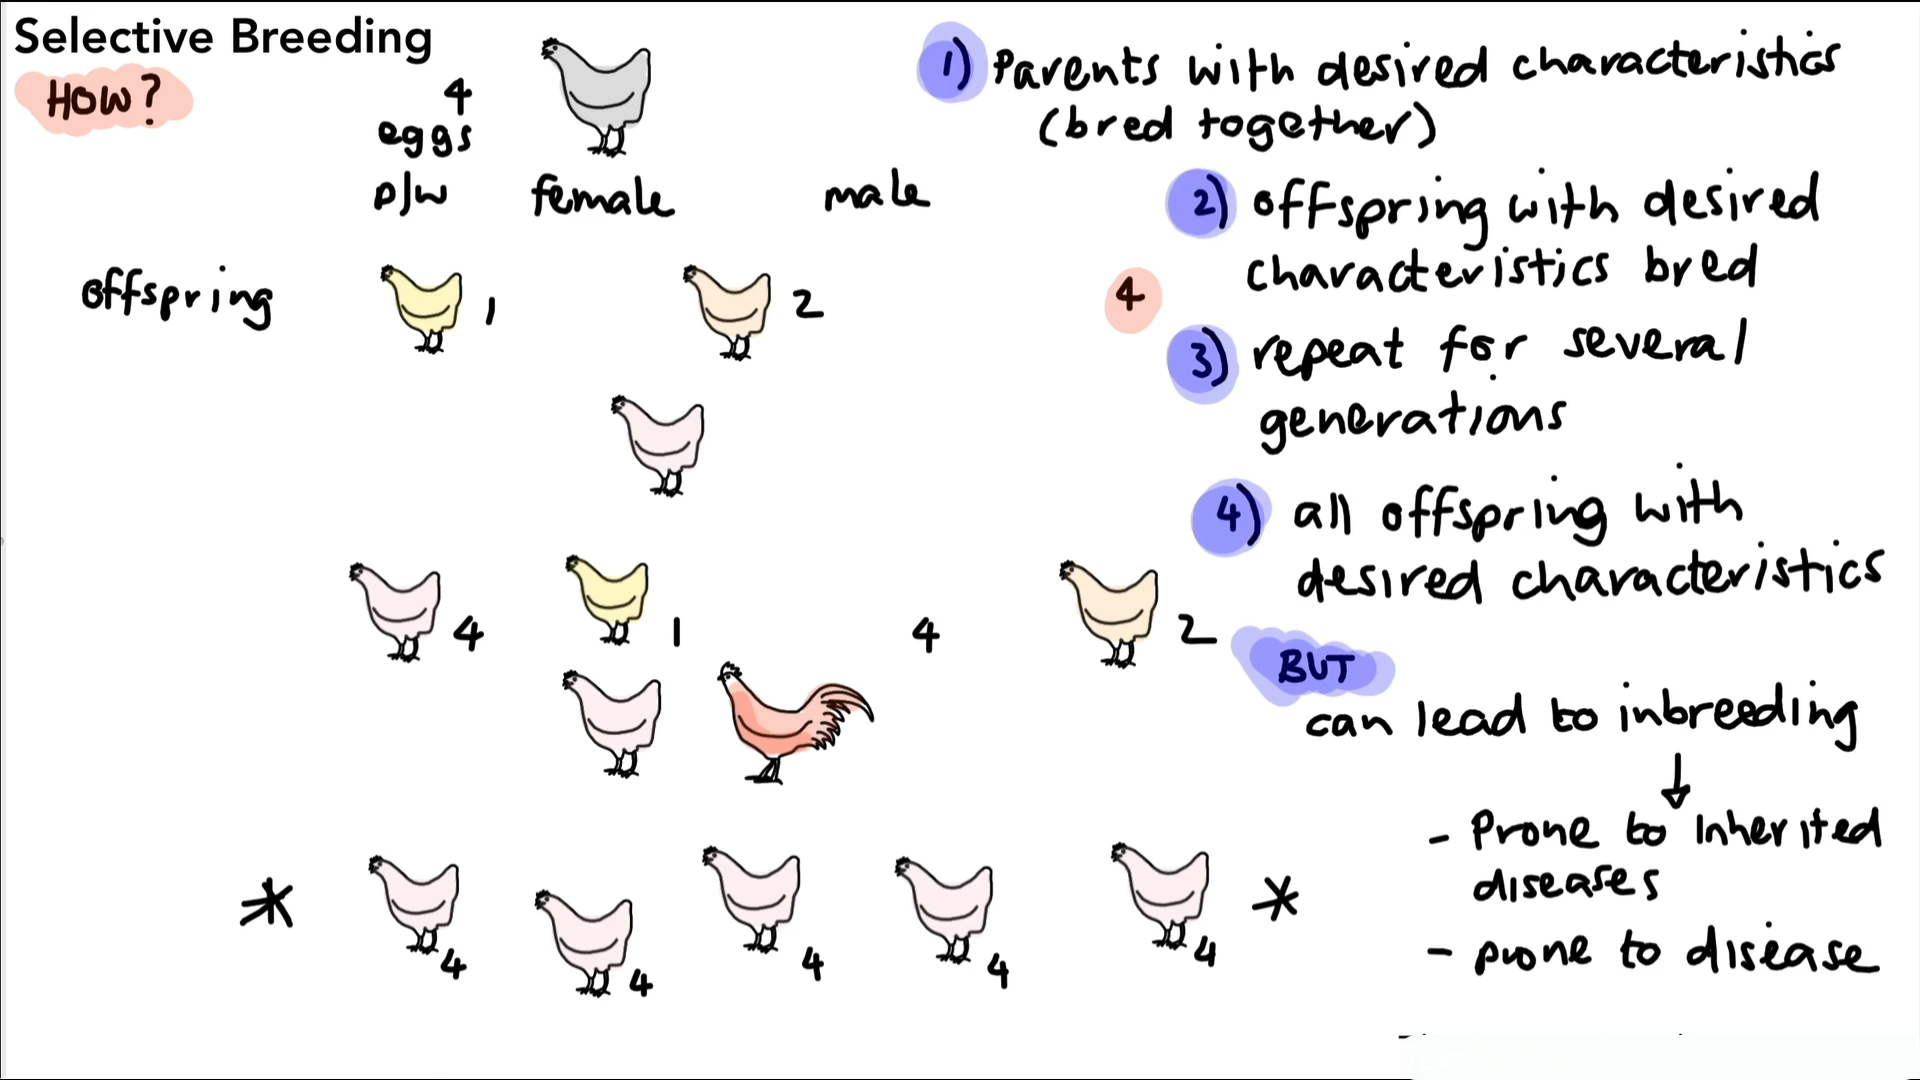 Selective Breeding
HOW?
4
eggs
p/w
female
male
offspring
1
2
4
4
1
4
2
* 4 4 4 4 4 *
1) Parents with desired characteristics
(bred together)
2) offspring with desired
characteristics bred
3) repeat for several
generations
4) all offspring with
desired characteristics
BUT
can lead to inbreeding
↓
- Prone to Inherited
diseases
- prone to disease